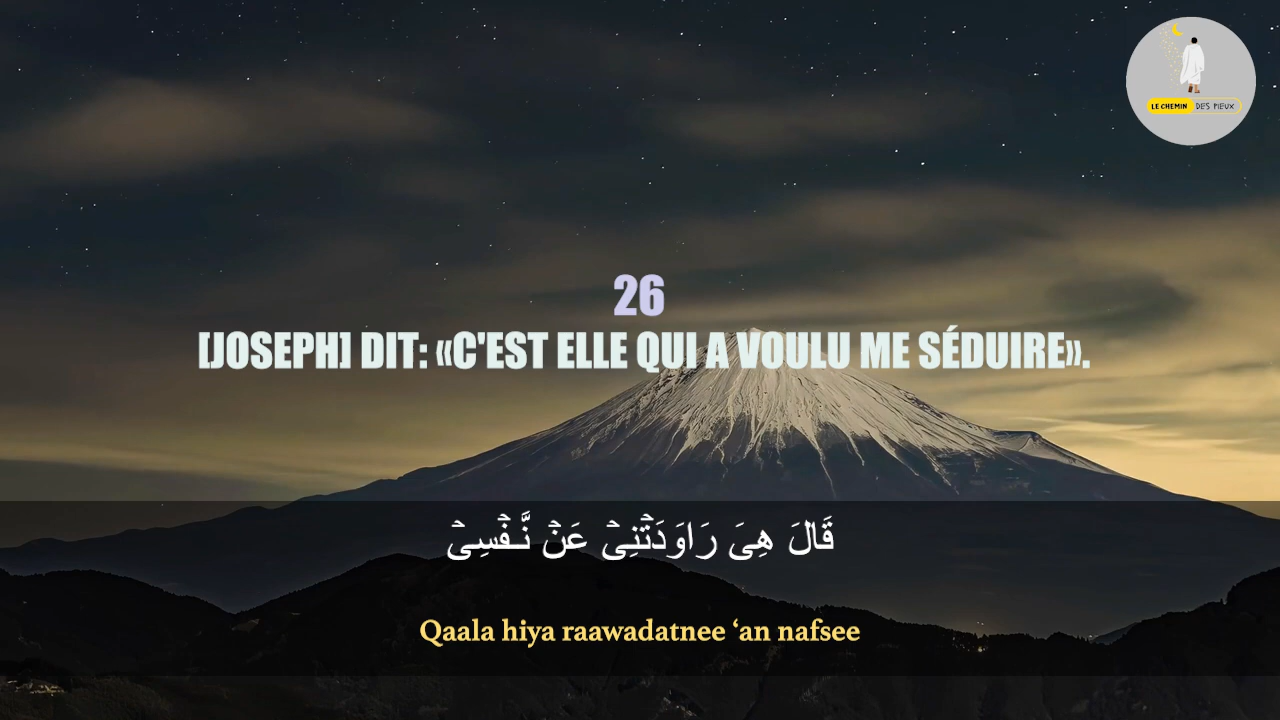 LE CHEMIN DES PIEUX
26
[JOSEPH] DIT: «C'EST ELLE QUI A VOULU ME SÉDUIRE».
قَالَ هِىَ رَاوَدَتْنِىْ عَنْ نَّفْسِىْ
Qaala hiya raawadatnee ‘an nafsee